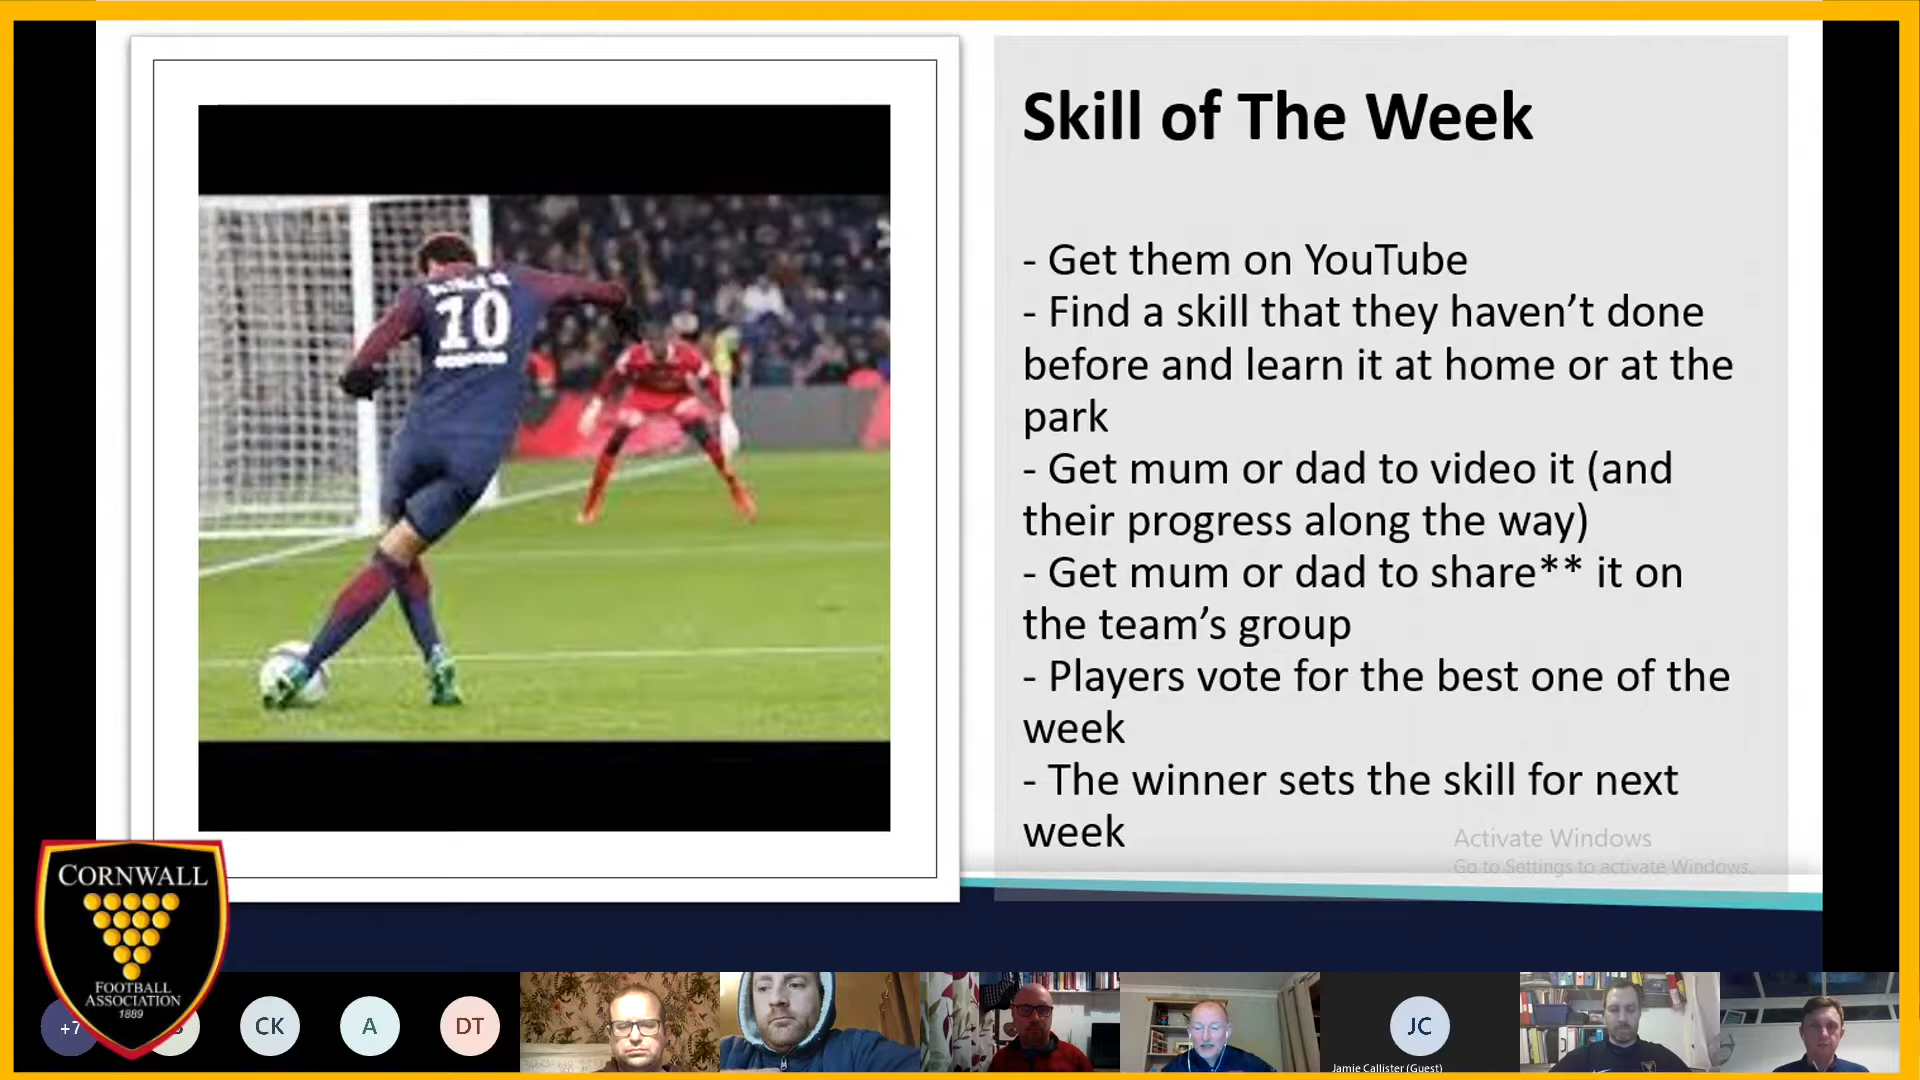 Skill of The Week
- Get them on YouTube
- Find a skill that they haven’t done
before and learn it at home or at the
park
- Get mum or dad to video it (and
their progress along the way)
- Get mum or dad to share** it on
the team’s group
- Players vote for the best one of the
week
- The winner sets the skill for next
week
Activate Windows
Go to Settings to activate Windows.
10
CORNWALL
FOOTBALL
ASSOCIATION
1889
+7
CK
A
DT
JC
Jamie Callister (Guest)